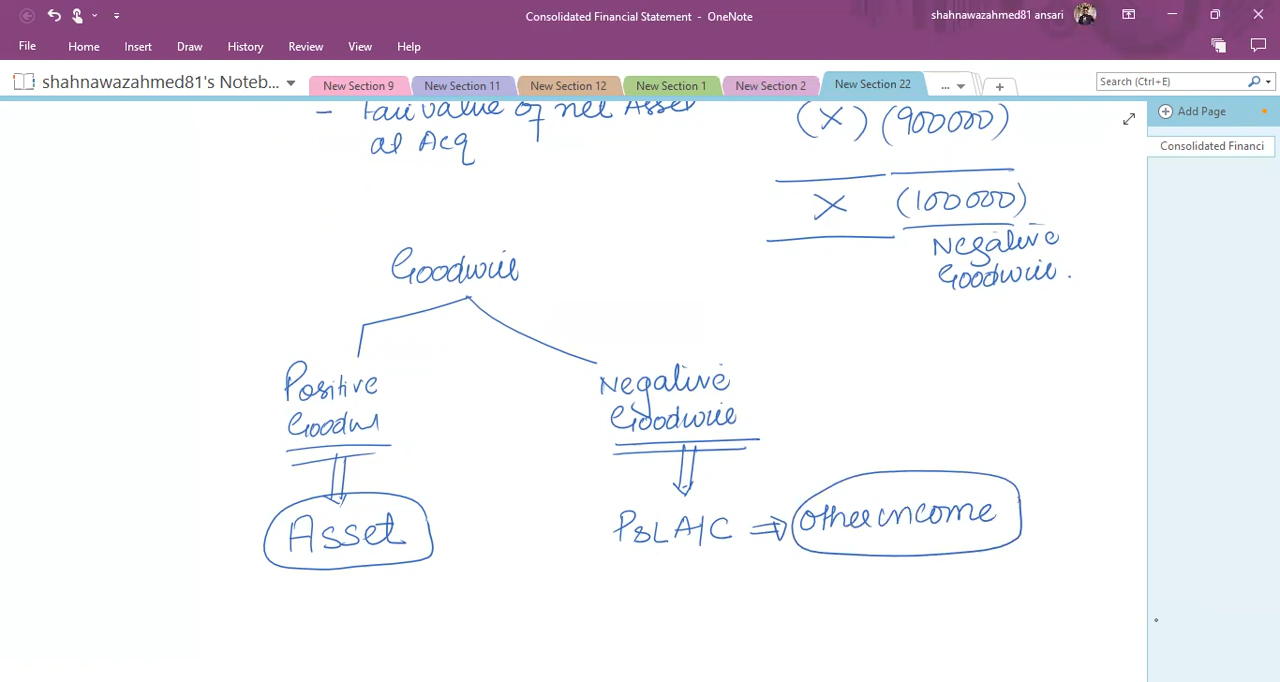 Consolidated Financial Statement - OneNote
shahnawazahmed81 ansari
File Home Insert Draw History Review View Help
shahnawazahmed81's Noteb...
New Section 9
New Section 11
New Section 12
New Section 1
New Section 2
New Section 22
...
Search (Ctrl+E)
Add Page
Consolidated Financi
- Fair value of net Asset
at Acq
(X) (900000)
X (100000)
Negative
Goodwill.
Goodwill
Positive
Goodwl
Negative
Goodwill
Asset
P&L A/C ⇒ other income